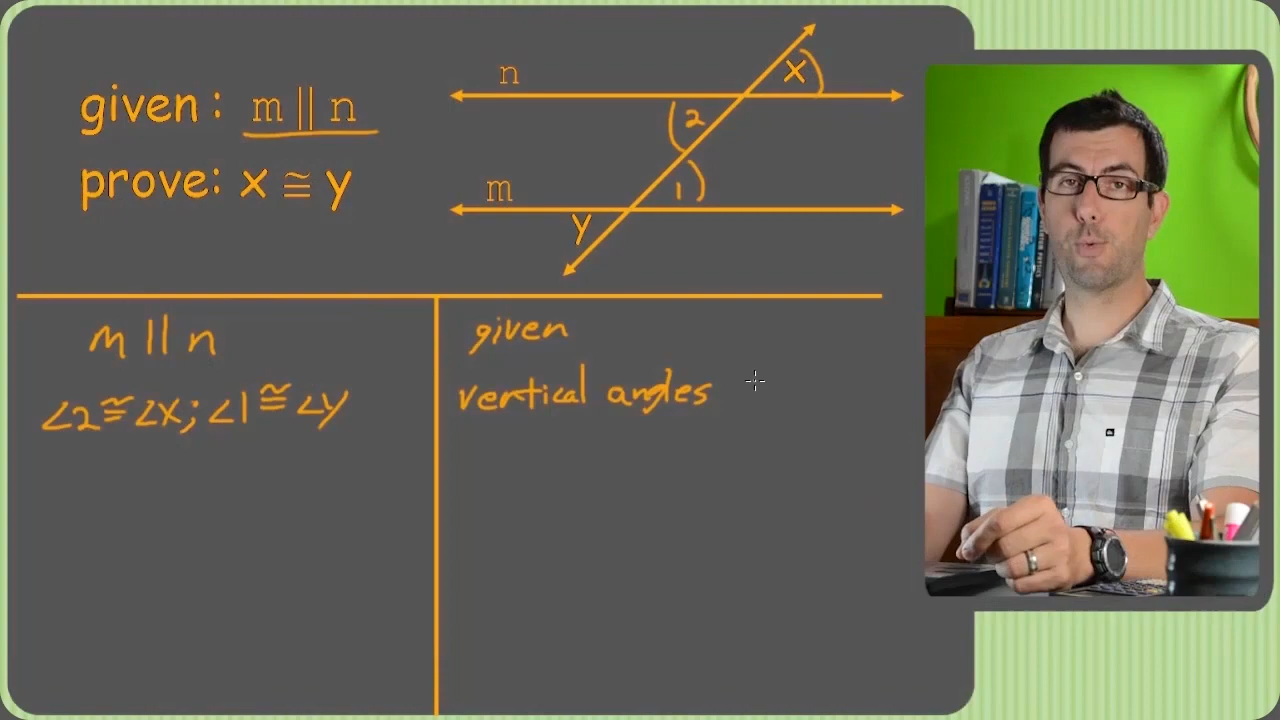 given: m || n
prove: x ≅ y
n
x
2
1
m
y
m || n
given
∠2 ≅ ∠x; ∠1 ≅ ∠y
vertical angles